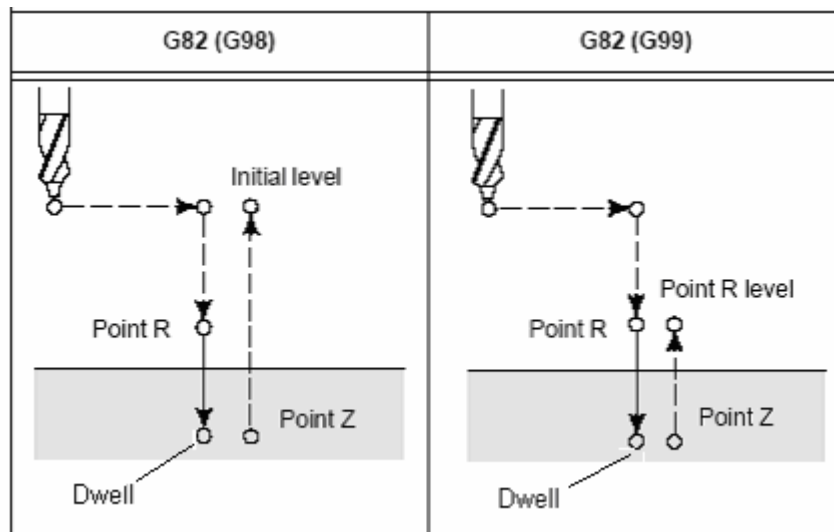 G82 (G98)
Initial level
Point R
Point Z
Dwell
G82 (G99)
Point R level
Point R
Point Z
Dwell